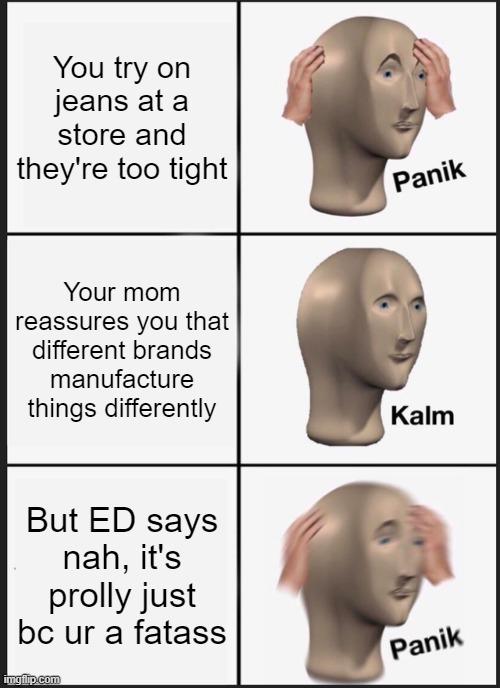 You try on
jeans at a
store and
they're too tight
Panik
Your mom
reassures you that
different brands
manufacture
things differently
Kalm
But ED says
nah, it's
prolly just
bc ur a fatass
Panik
imgflip.com